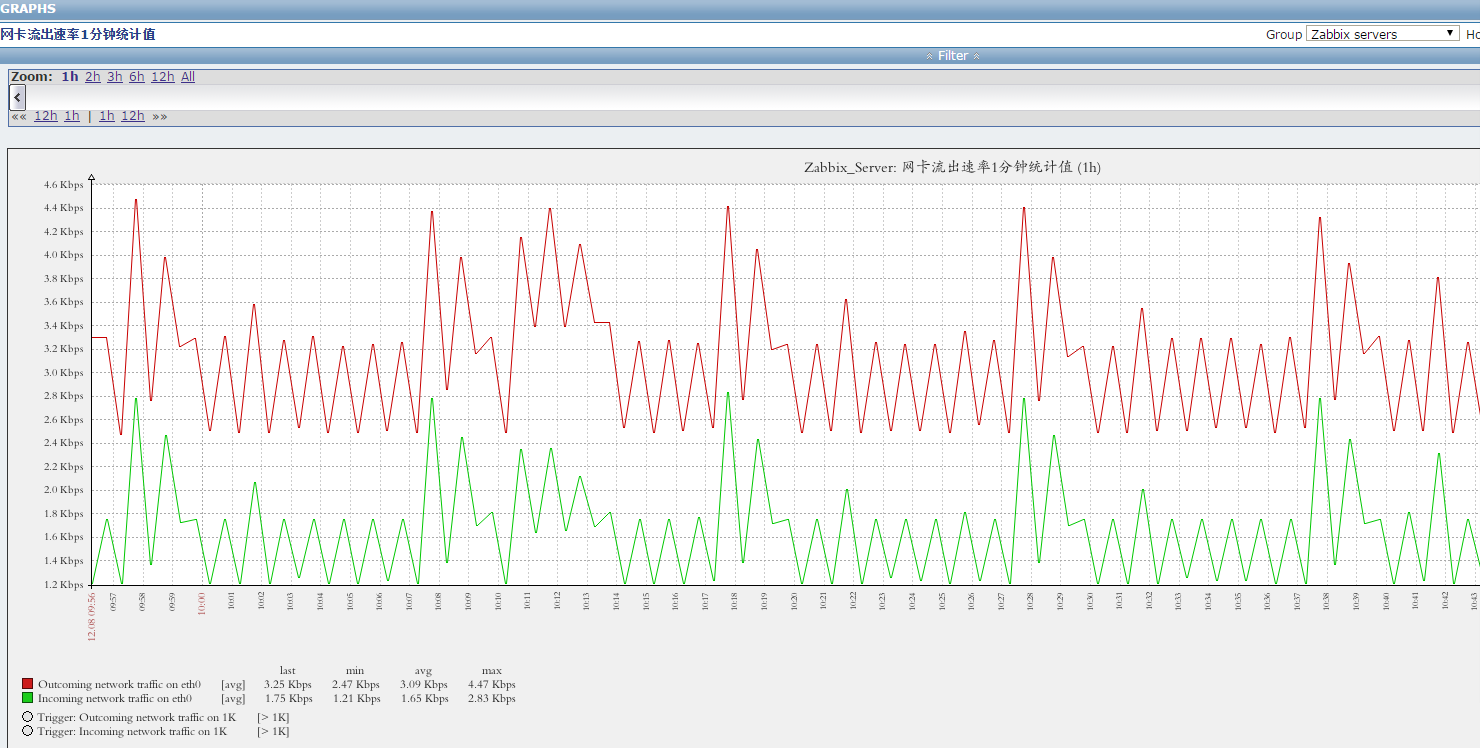 GRAPHS
网卡流出速率1分钟统计值
Group Zabbix servers Ho
Filter
Zoom: 1h 2h 3h 6h 12h All
«« 12h 1h | 1h 12h »»
Zabbix_Server: 网卡流出速率1分钟统计值 (1h)
4.6 Kbps
4.4 Kbps
4.2 Kbps
4.0 Kbps
3.8 Kbps
3.6 Kbps
3.4 Kbps
3.2 Kbps
3.0 Kbps
2.8 Kbps
2.6 Kbps
2.4 Kbps
2.2 Kbps
2.0 Kbps
1.8 Kbps
1.6 Kbps
1.4 Kbps
1.2 Kbps
12.08 09:56 09:57 09:58 09:59 10:00 10:01 10:02 10:03 10:04 10:05 10:06 10:07 10:08 10:09 10:10 10:11 10:12 10:13 10:14 10:15 10:16 10:17 10:18 10:19 10:20 10:21 10:22 10:23 10:24 10:25 10:26 10:27 10:28 10:29 10:30 10:31 10:32 10:33 10:34 10:35 10:36 10:37 10:38 10:39 10:40 10:41 10:42 10:43
last min avg max
Outcoming network traffic on eth0 [avg] 3.25 Kbps 2.47 Kbps 3.09 Kbps 4.47 Kbps
Incoming network traffic on eth0 [avg] 1.75 Kbps 1.21 Kbps 1.65 Kbps 2.83 Kbps
Trigger: Outcoming network traffic on 1K [> 1K]
Trigger: Incoming network traffic on 1K [> 1K]